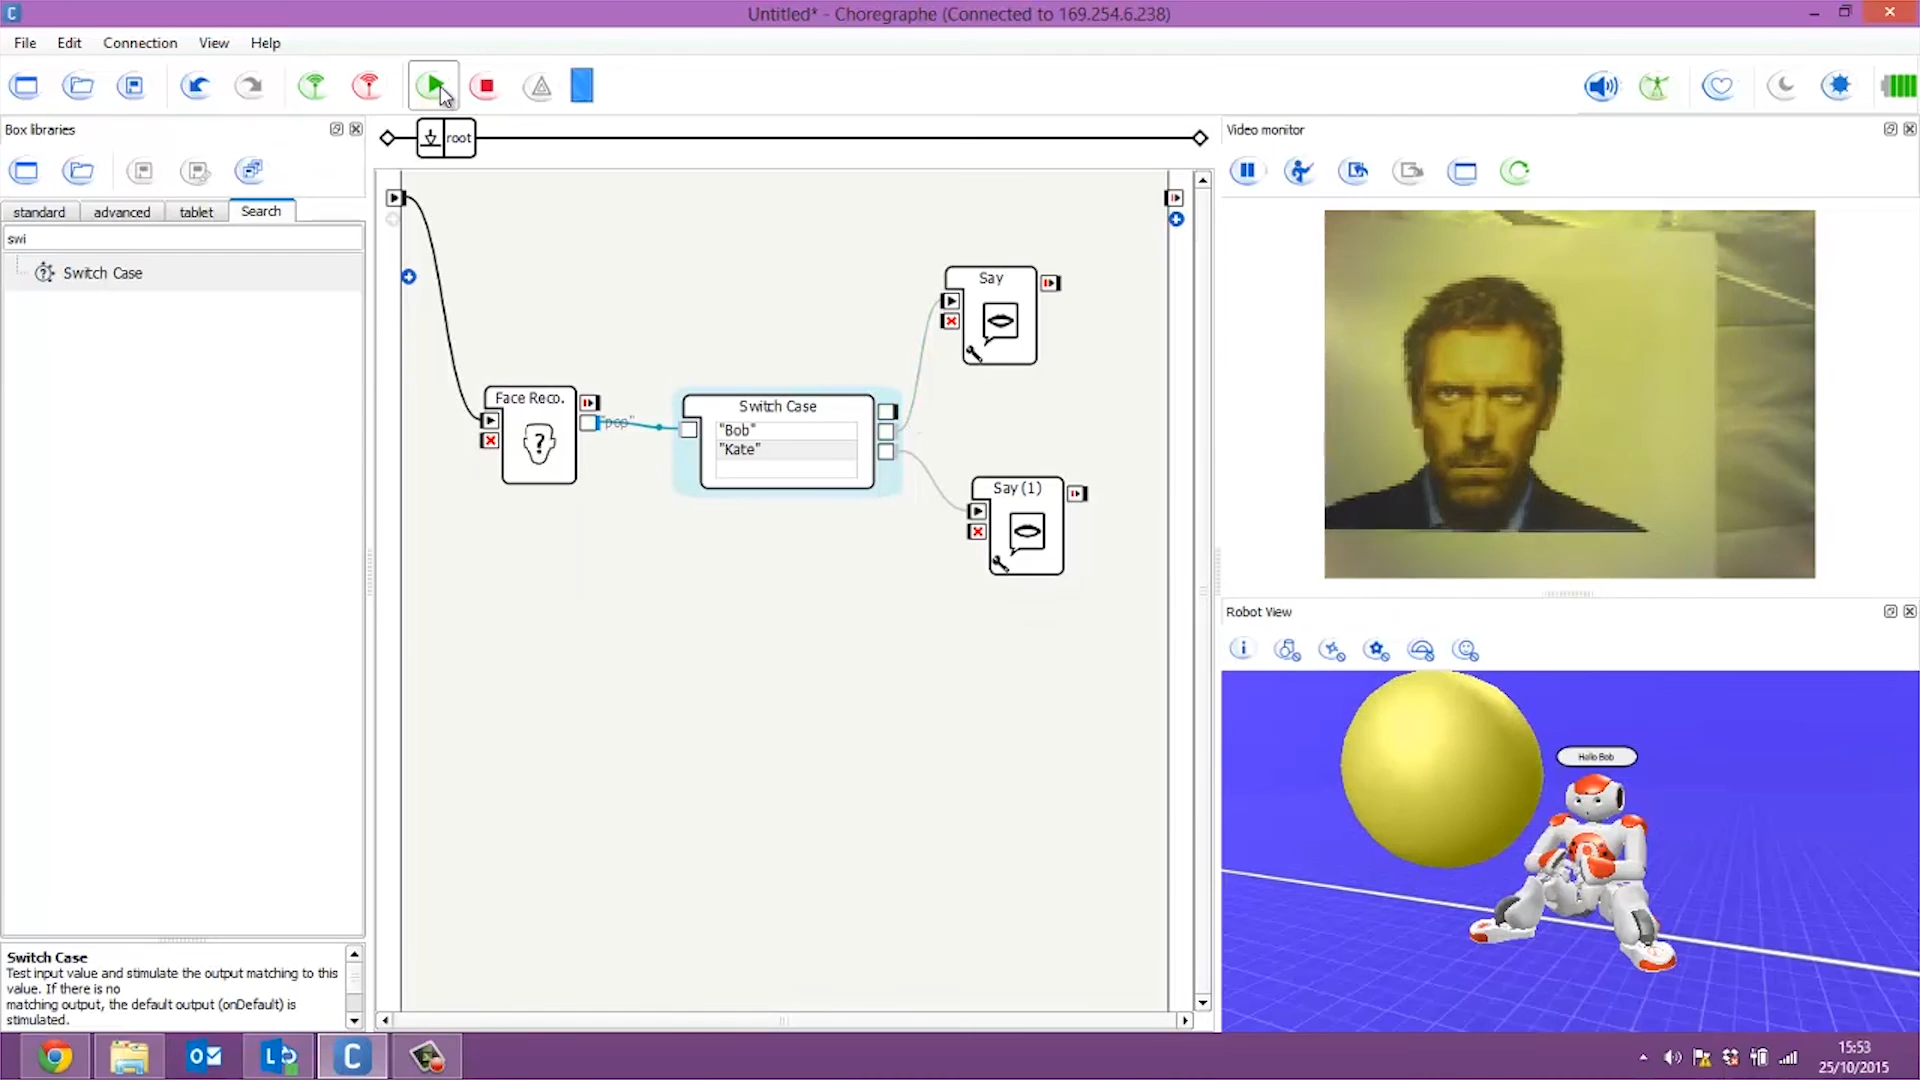 Untitled* - Choregraphe (Connected to 169.254.6.238)
File Edit Connection View Help
Box libraries
root
Video monitor
standard advanced tablet Search
swi
Switch Case
Say
Face Reco.
"pop"
Switch Case
"Bob"
"Kate"
Say (1)
Robot View
Hello Bob
Switch Case
Test input value and stimulate the output matching to this
value. If there is no
matching output, the default output (onDefault) is
stimulated.
15:53
25/10/2015